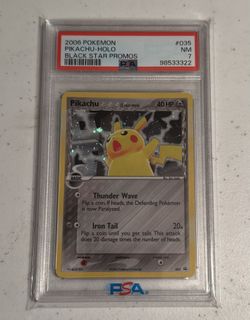 2006 POKEMON #035
PIKACHU-HOLO NM
BLACK STAR PROMOS 7
PSA 98533322
Pikachu 40 HP
Thunder Wave
Flip a coin. If heads, the Defending Pokémon is now Paralyzed.
Iron Tail 20x
Flip a coin until you get tails. This attack does 20 damage times the number of heads.
PSA